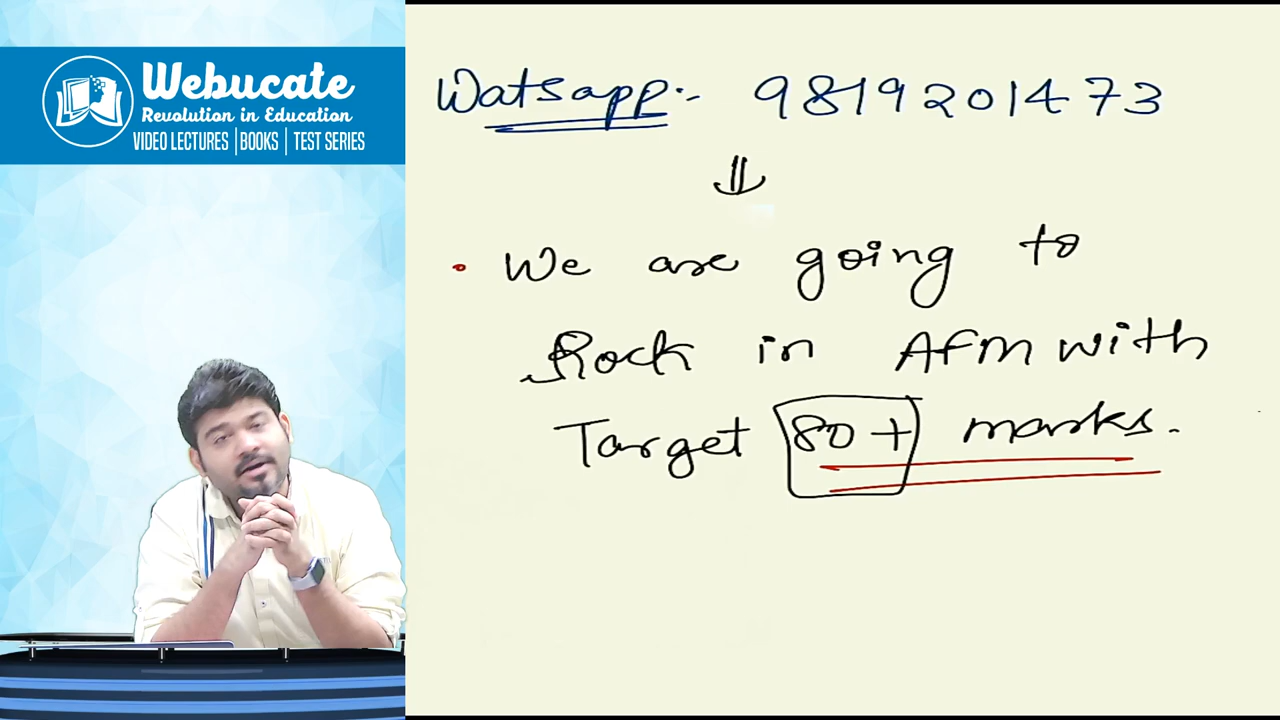 Webucate
Revolution in Education
VIDEO LECTURES | BOOKS | TEST SERIES
Watsapp:- 9819201473
• We are going to
Rock in AFM with
Target 80+ marks.